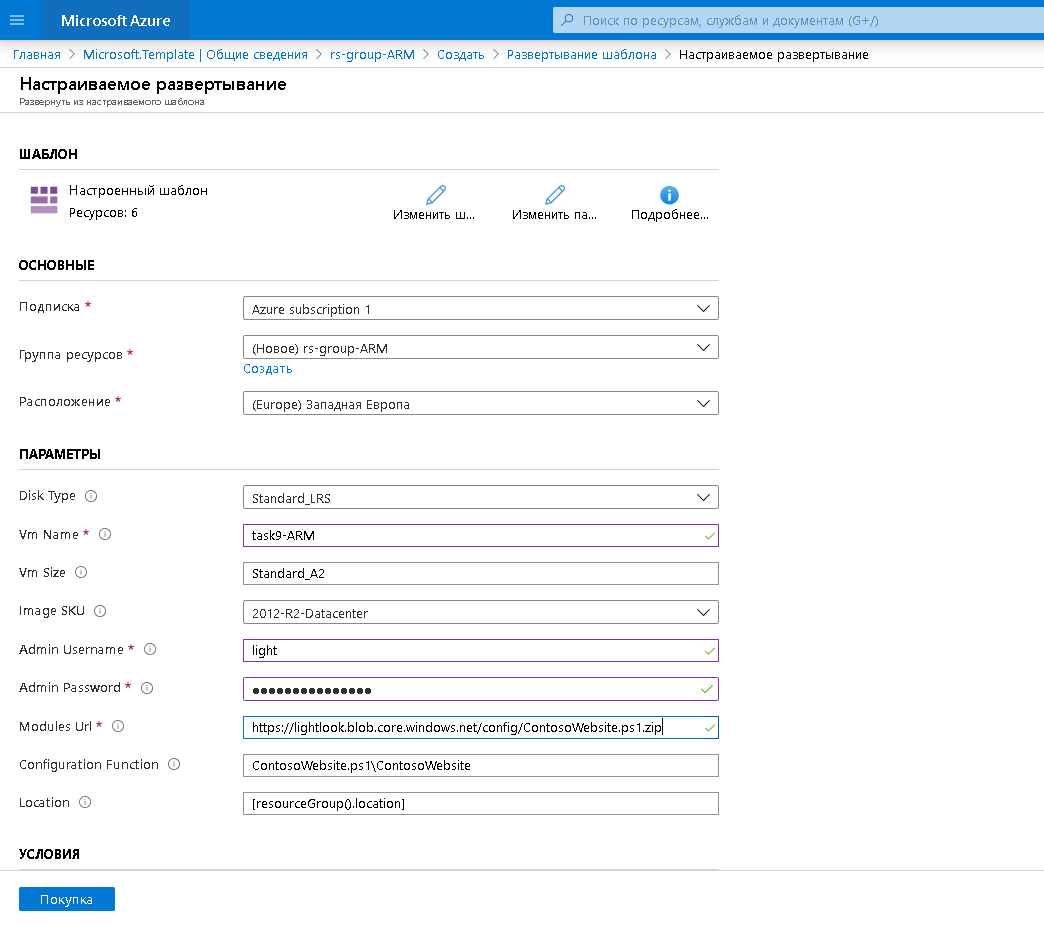 Microsoft Azure
Поиск по ресурсам, службам и документам (G+/)
Главная > Microsoft.Template | Общие сведения > rs-group-ARM > Создать > Развертывание шаблона > Настраиваемое развертывание
Настраиваемое развертывание
Развернуть из настраиваемого шаблона
ШАБЛОН
Настроенный шаблон
Ресурсов: 6
Изменить ш... Изменить па... Подробнее...
ОСНОВНЫЕ
Подписка * Azure subscription 1
Группа ресурсов * (Новое) rs-group-ARM
Создать
Расположение * (Europe) Западная Европа
ПАРАМЕТРЫ
Disk Type Standard_LRS
Vm Name * task9-ARM
Vm Size Standard_A2
Image SKU 2012-R2-Datacenter
Admin Username * light
Admin Password * •••••••••••••••
Modules Url * https://lightlook.blob.core.windows.net/config/ContosoWebsite.ps1.zip
Configuration Function ContosoWebsite.ps1\ContosoWebsite
Location [resourceGroup().location]
УСЛОВИЯ
Покупка